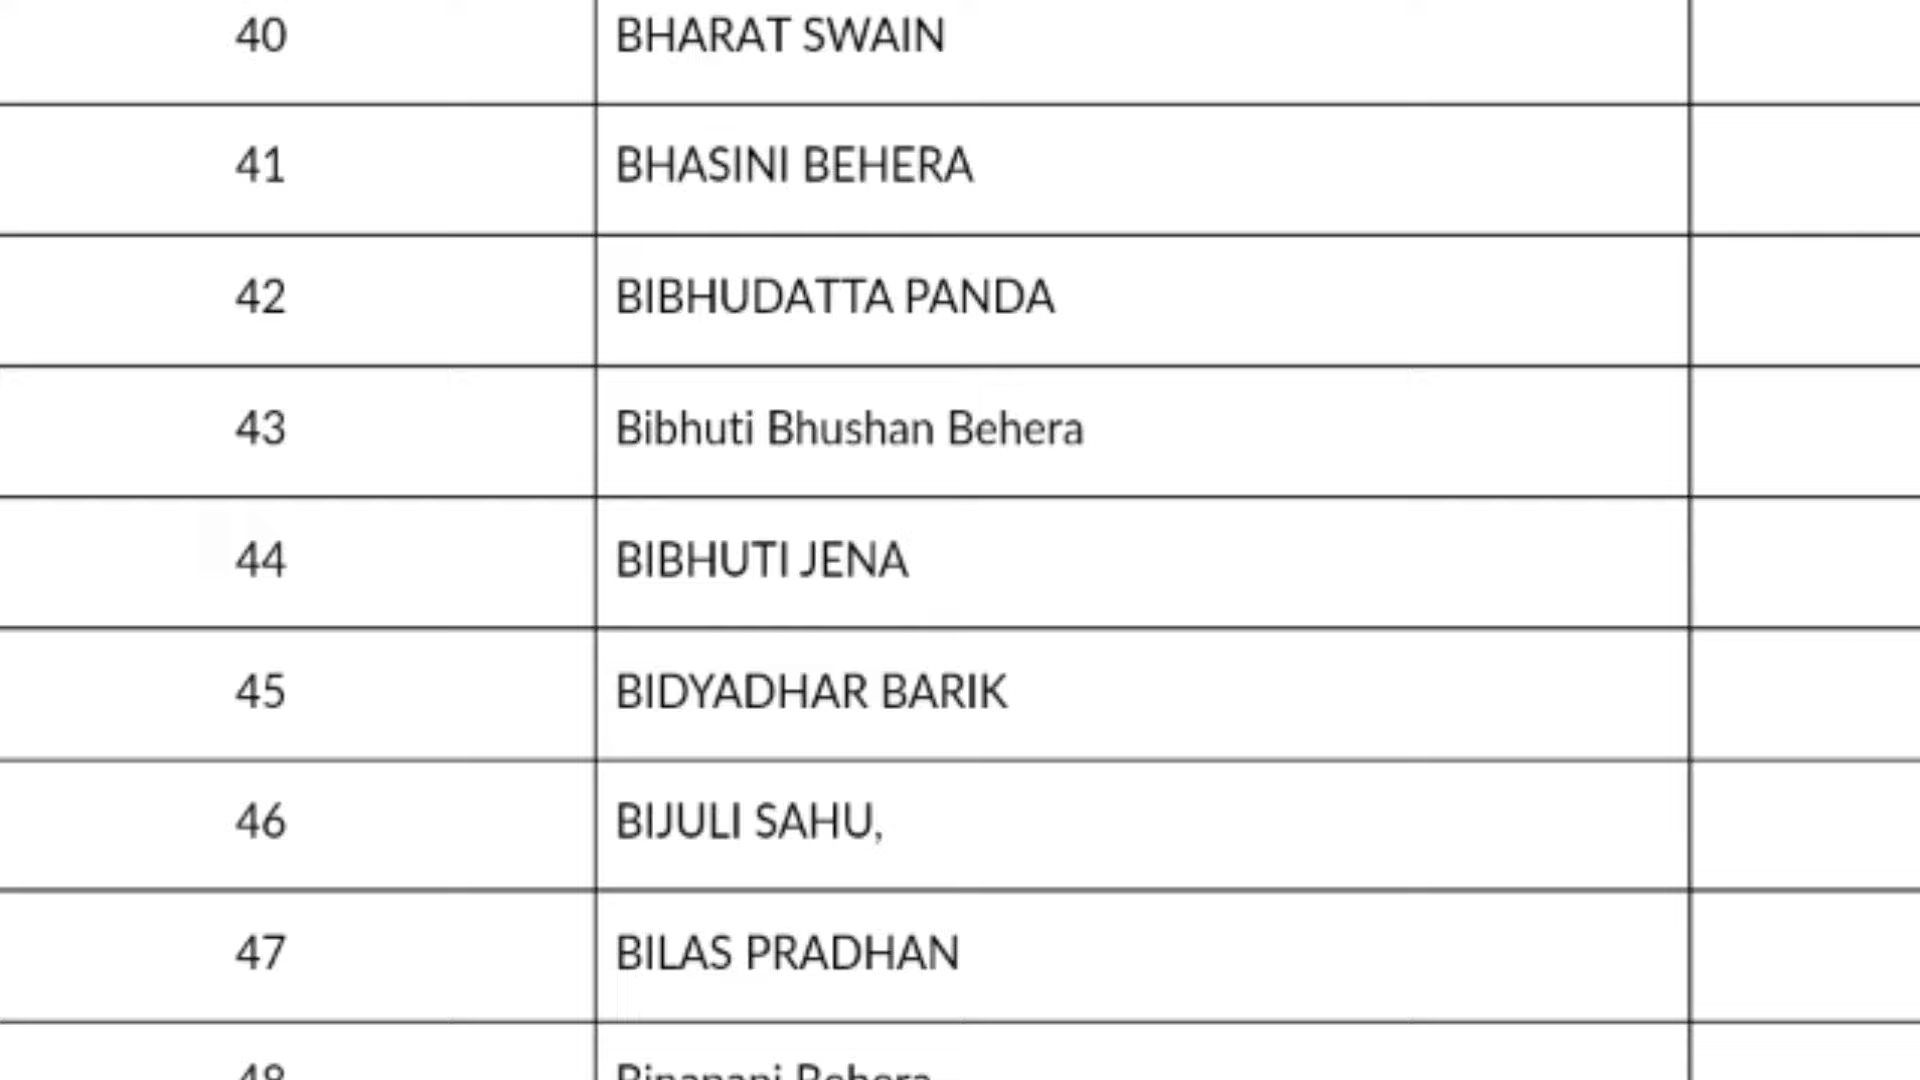 40 BHARAT SWAIN
41 BHASINI BEHERA
42 BIBHUDATTA PANDA
43 Bibhuti Bhushan Behera
44 BIBHUTI JENA
45 BIDYADHAR BARIK
46 BIJULI SAHU,
47 BILAS PRADHAN
48 Behera